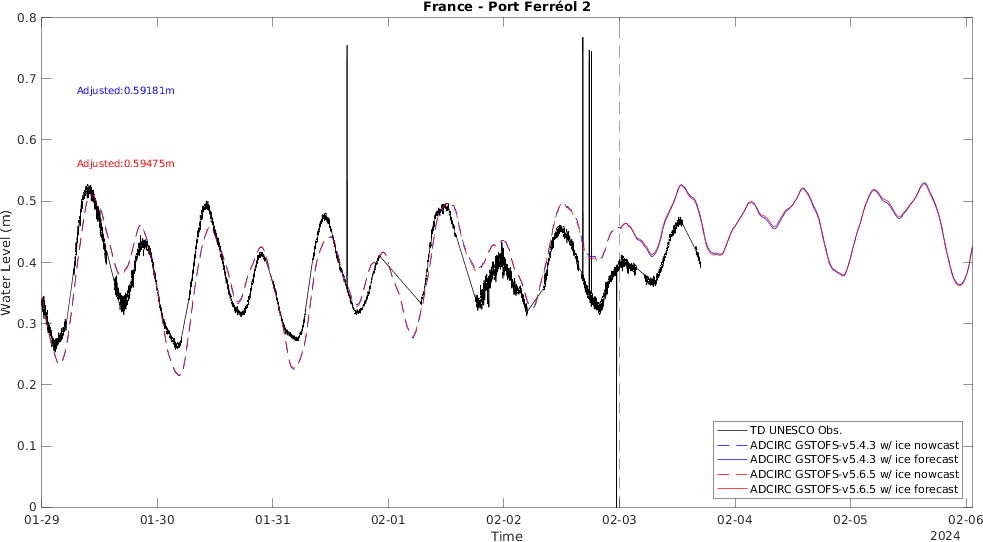 France - Port Ferréol 2
0.8
0.7
0.6
0.5
0.4
0.3
0.2
0.1
0
Water Level (m)
Adjusted:0.59181m
Adjusted:0.59475m
TD UNESCO Obs.
ADCIRC GSTOFS-v5.4.3 w/ ice nowcast
ADCIRC GSTOFS-v5.4.3 w/ ice forecast
ADCIRC GSTOFS-v5.6.5 w/ ice nowcast
ADCIRC GSTOFS-v5.6.5 w/ ice forecast
01-29 01-30 01-31 02-01 02-02 02-03 02-04 02-05 02-06
Time
2024